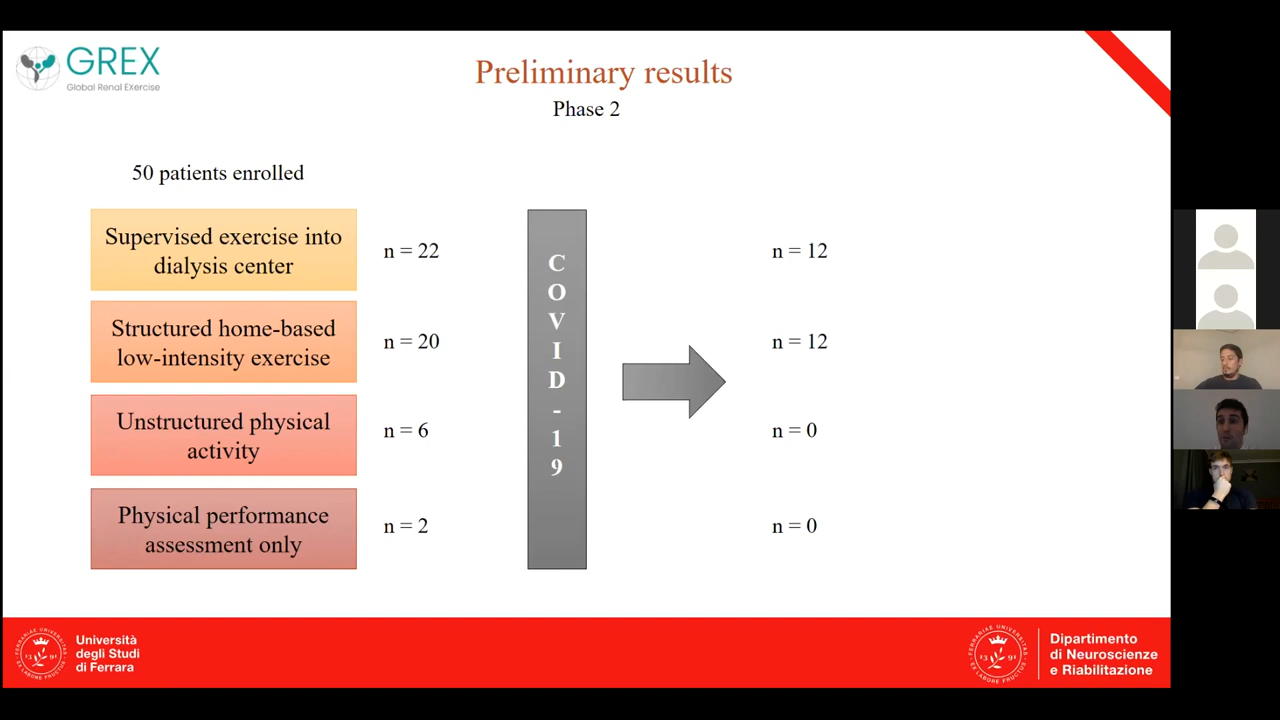 GREX
Global Renal Exercise
Preliminary results
Phase 2
50 patients enrolled
Supervised exercise into
dialysis center
n = 22
n = 12
Structured home-based
low-intensity exercise
n = 20
n = 12
Unstructured physical
activity
n = 6
n = 0
Physical performance
assessment only
n = 2
n = 0
C
O
V
I
D
-
1
9
Università
degli Studi
di Ferrara
Dipartimento
di Neuroscienze
e Riabilitazione